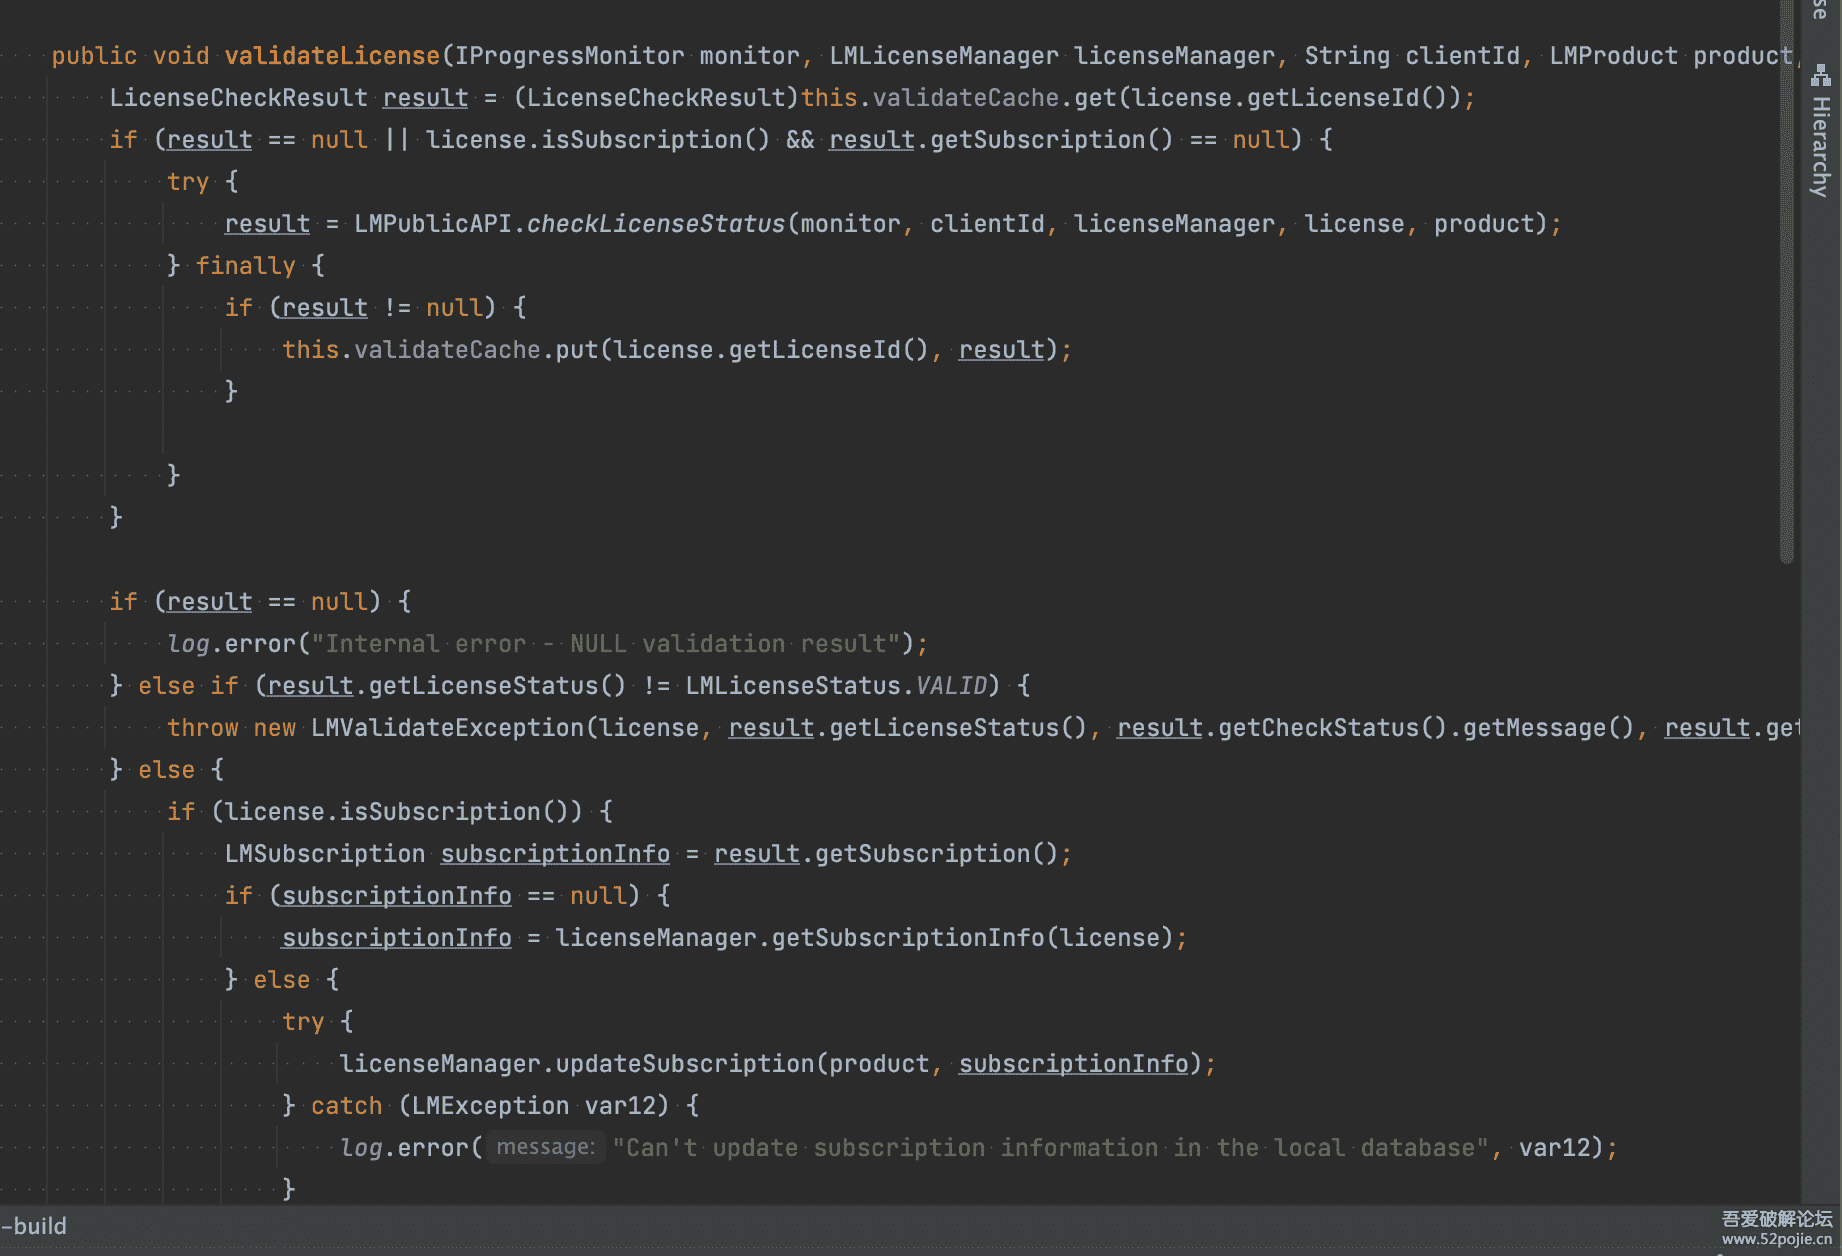 se
Hierarchy
public void validateLicense(IProgressMonitor monitor, LMLicenseManager licenseManager, String clientId, LMProduct product,
LicenseCheckResult result = (LicenseCheckResult)this.validateCache.get(license.getLicenseId());
if (result == null || license.isSubscription() && result.getSubscription() == null) {
try {
result = LMPublicAPI.checkLicenseStatus(monitor, clientId, licenseManager, license, product);
} finally {
if (result != null) {
this.validateCache.put(license.getLicenseId(), result);
}
}
}
if (result == null) {
log.error("Internal error - NULL validation result");
} else if (result.getLicenseStatus() != LMLicenseStatus.VALID) {
throw new LMValidateException(license, result.getLicenseStatus(), result.getCheckStatus().getMessage(), result.get
} else {
if (license.isSubscription()) {
LMSubscription subscriptionInfo = result.getSubscription();
if (subscriptionInfo == null) {
subscriptionInfo = licenseManager.getSubscriptionInfo(license);
} else {
try {
licenseManager.updateSubscription(product, subscriptionInfo);
} catch (LMException var12) {
log.error( message: "Can't update subscription information in the local database", var12);
}
-build
吾爱破解论坛
www.52pojie.cn